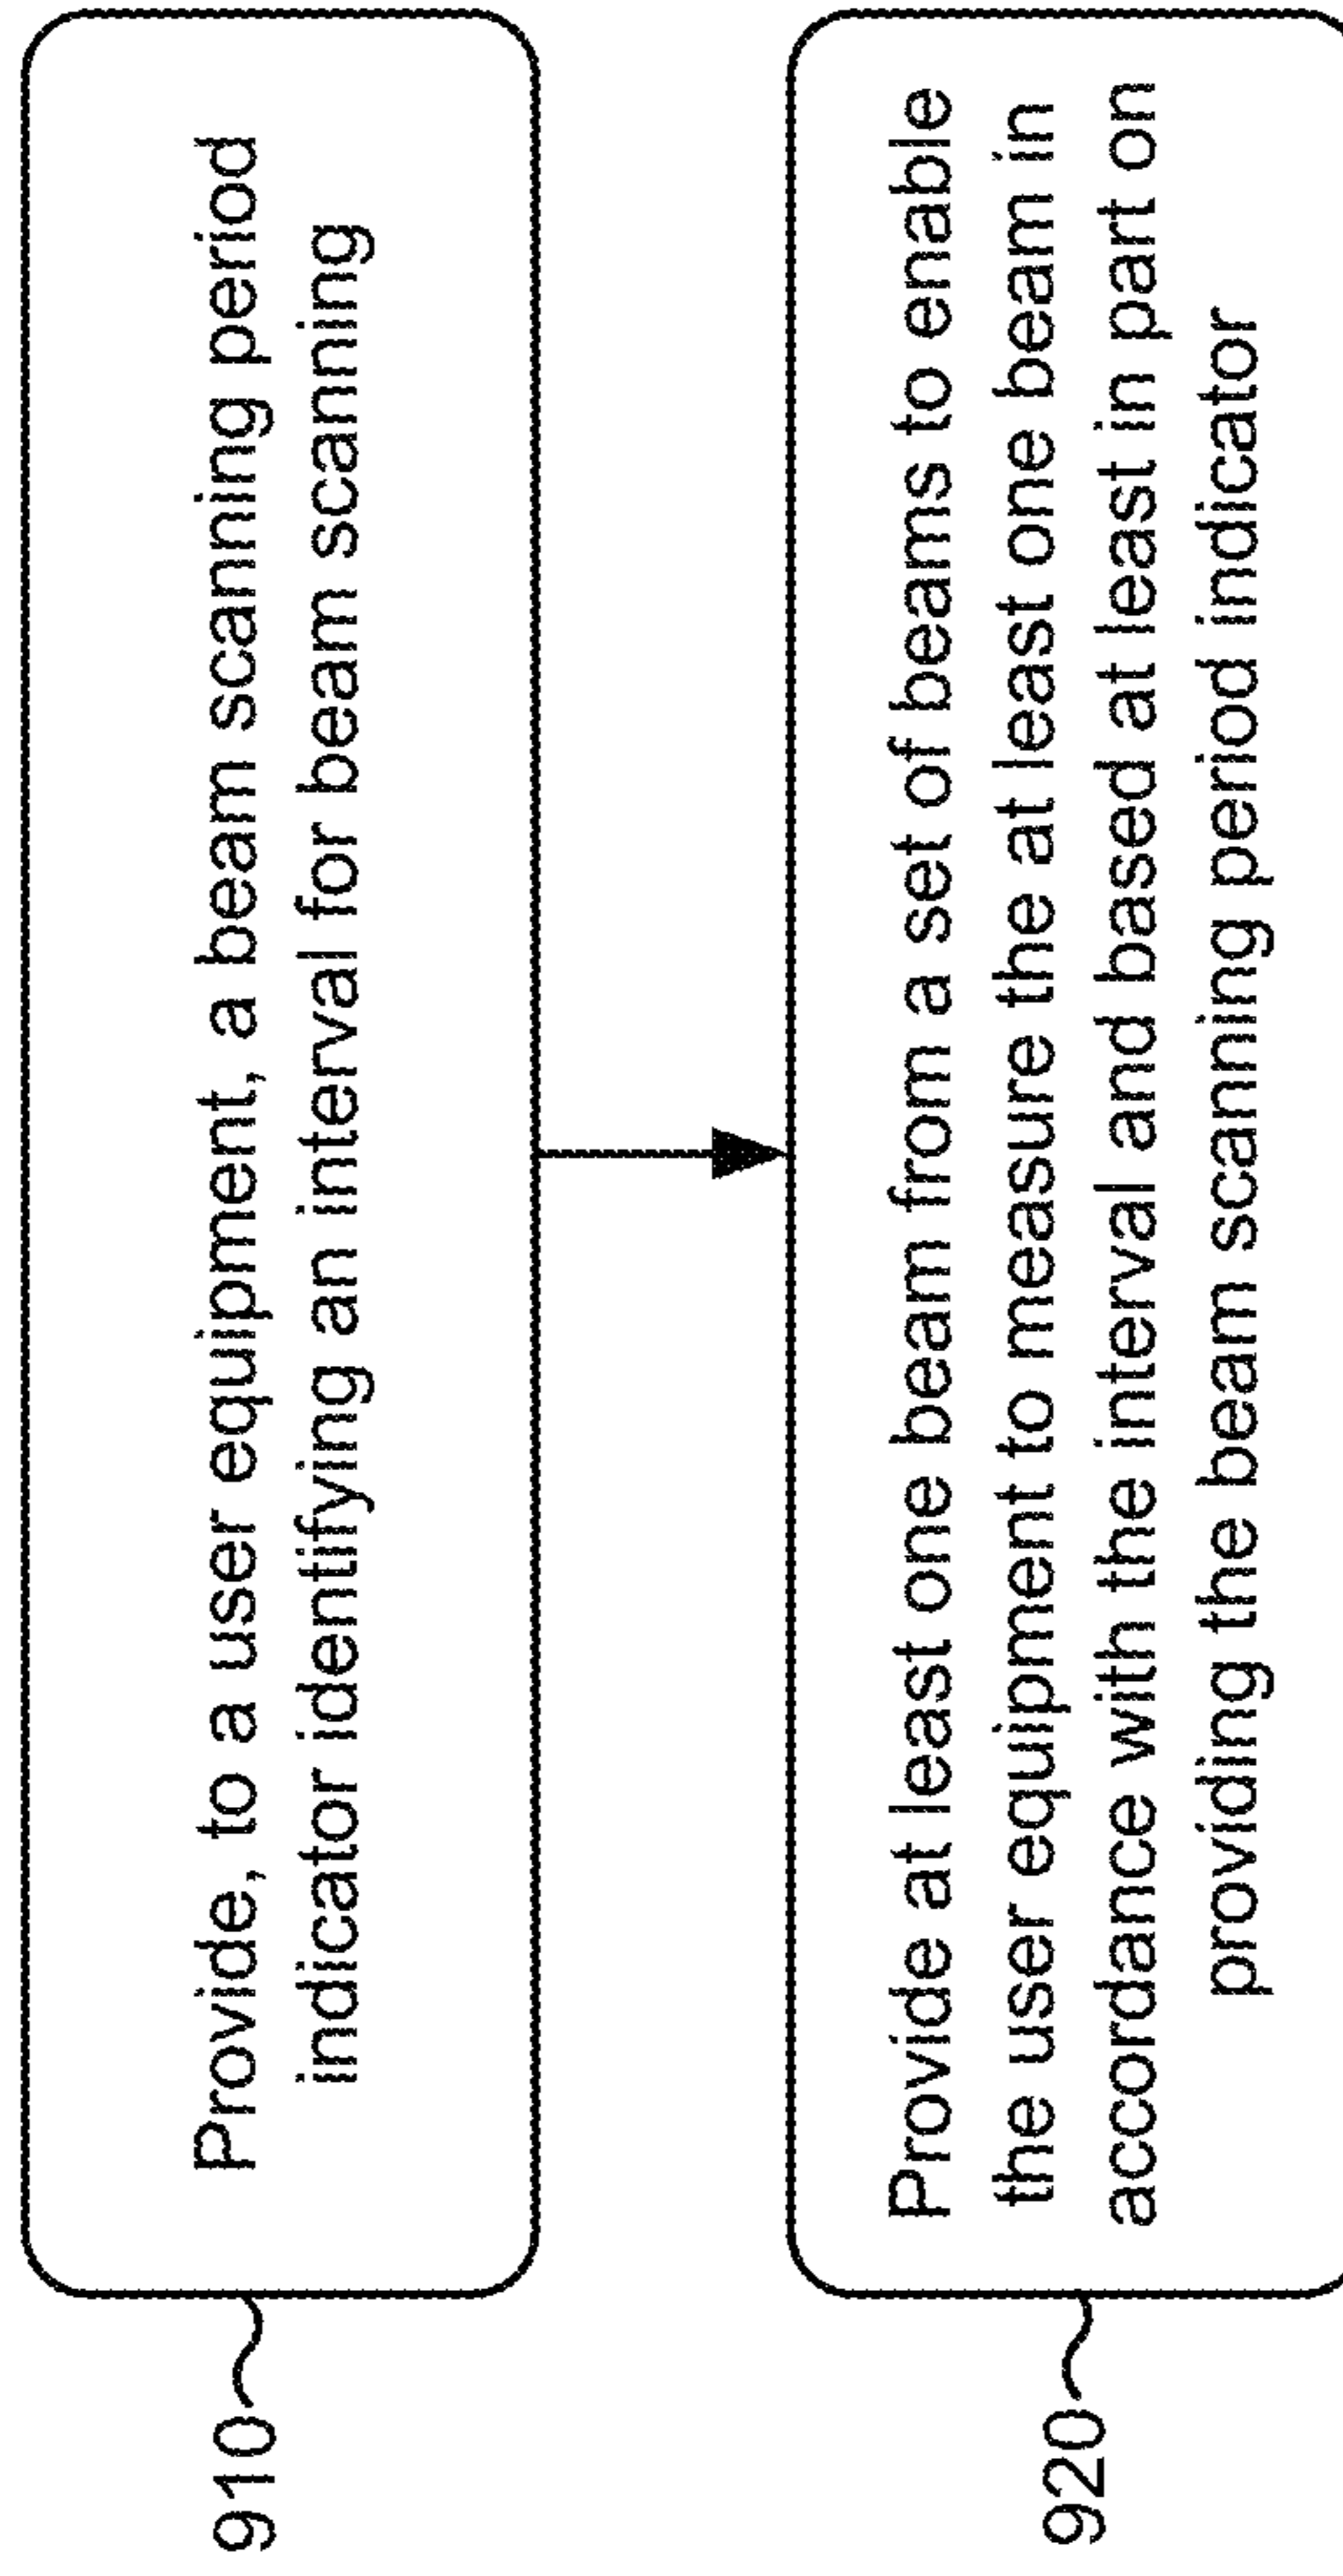 910
Provide, to a user equipment, a beam scanning period
indicator identifying an interval for beam scanning
920
Provide at least one beam from a set of beams to enable
the user equipment to measure the at least one beam in
accordance with the interval and based at least in part on
providing the beam scanning period indicator